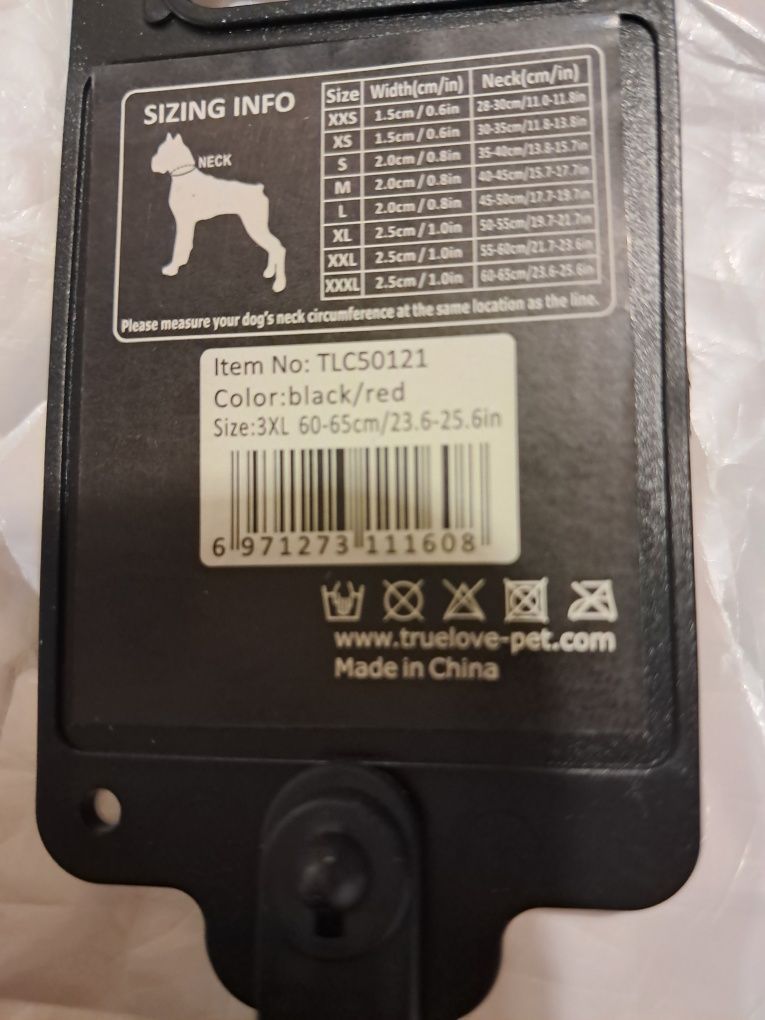 SIZING INFO
NECK
Size Width(cm/in) Neck(cm/in)
XXS 1.5cm/0.6in 28-30cm/11.0-11.8in
XS 1.5cm/0.6in 30-35cm/11.8-13.8in
S 2.0cm/0.8in 35-40cm/13.8-15.7in
M 2.0cm/0.8in 40-45cm/15.7-17.7in
L 2.0cm/0.8in 45-50cm/17.7-19.7in
XL 2.5cm/1.0in 50-55cm/19.7-21.7in
XXL 2.5cm/1.0in 55-60cm/21.7-23.6in
XXXL 2.5cm/1.0in 60-65cm/23.6-25.6in
Please measure your dog's neck circumference at the same location as the line.
Item No: TLC50121
Color:black/red
Size:3XL 60-65cm/23.6-25.6in
6 971273 111608
www.truelove-pet.com
Made in China